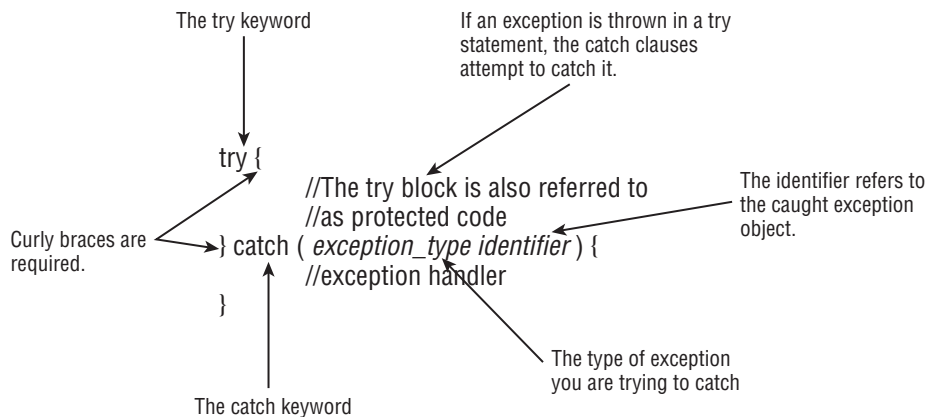 The try keyword
If an exception is thrown in a try
statement, the catch clauses
attempt to catch it.
try {
//The try block is also referred to
//as protected code
The identifier refers to
the caught exception
object.
Curly braces are
required.
} catch ( exception_type identifier ) {
//exception handler
}
The type of exception
you are trying to catch
The catch keyword